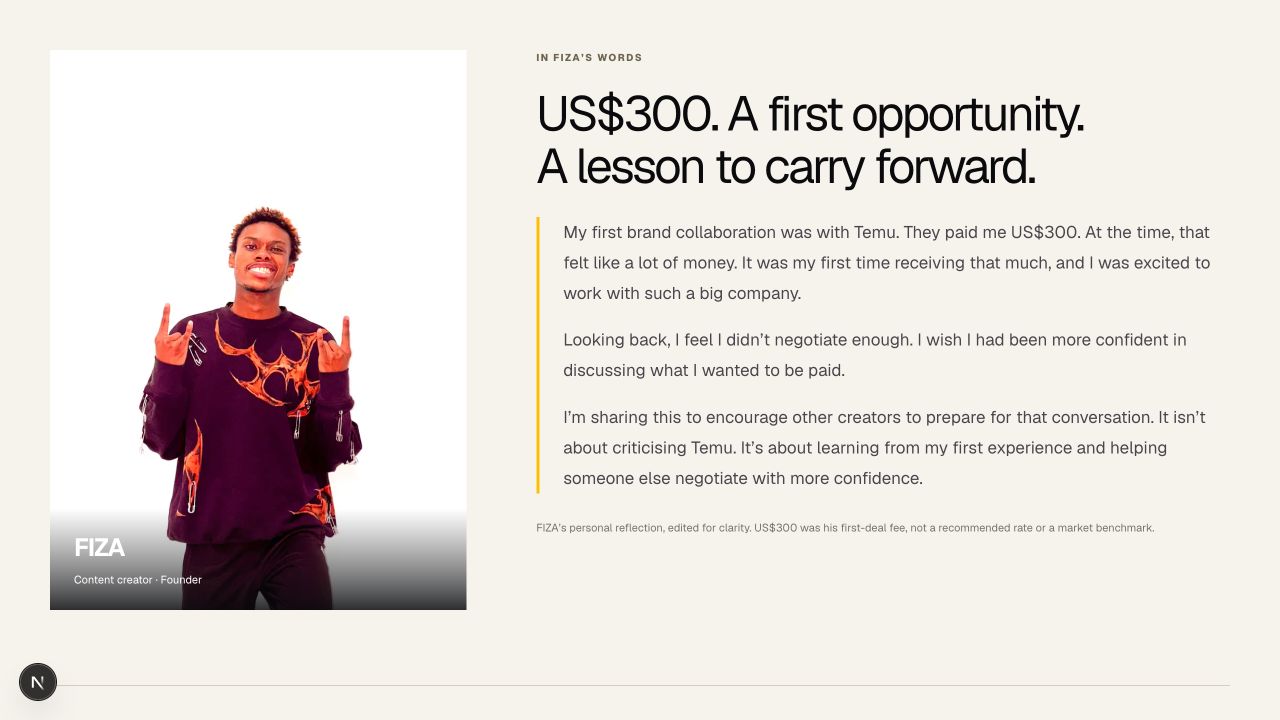 IN FIZA’S WORDS
US$300. A first opportunity.
A lesson to carry forward.
My first brand collaboration was with Temu. They paid me US$300. At the time, that
felt like a lot of money. It was my first time receiving that much, and I was excited to
work with such a big company.
Looking back, I feel I didn’t negotiate enough. I wish I had been more confident in
discussing what I wanted to be paid.
I’m sharing this to encourage other creators to prepare for that conversation. It isn’t
about criticising Temu. It’s about learning from my first experience and helping
someone else negotiate with more confidence.
FIZA’s personal reflection, edited for clarity. US$300 was his first-deal fee, not a recommended rate or a market benchmark.
FIZA
Content creator · Founder
N